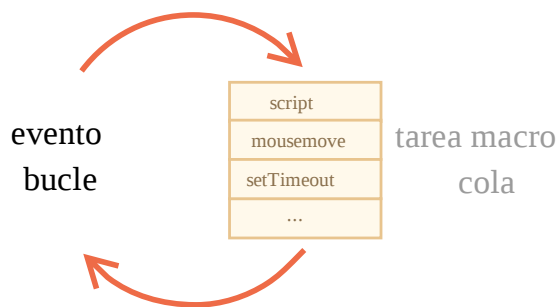 evento
bucle
script
mousemove
setTimeout
...
tarea macro
cola